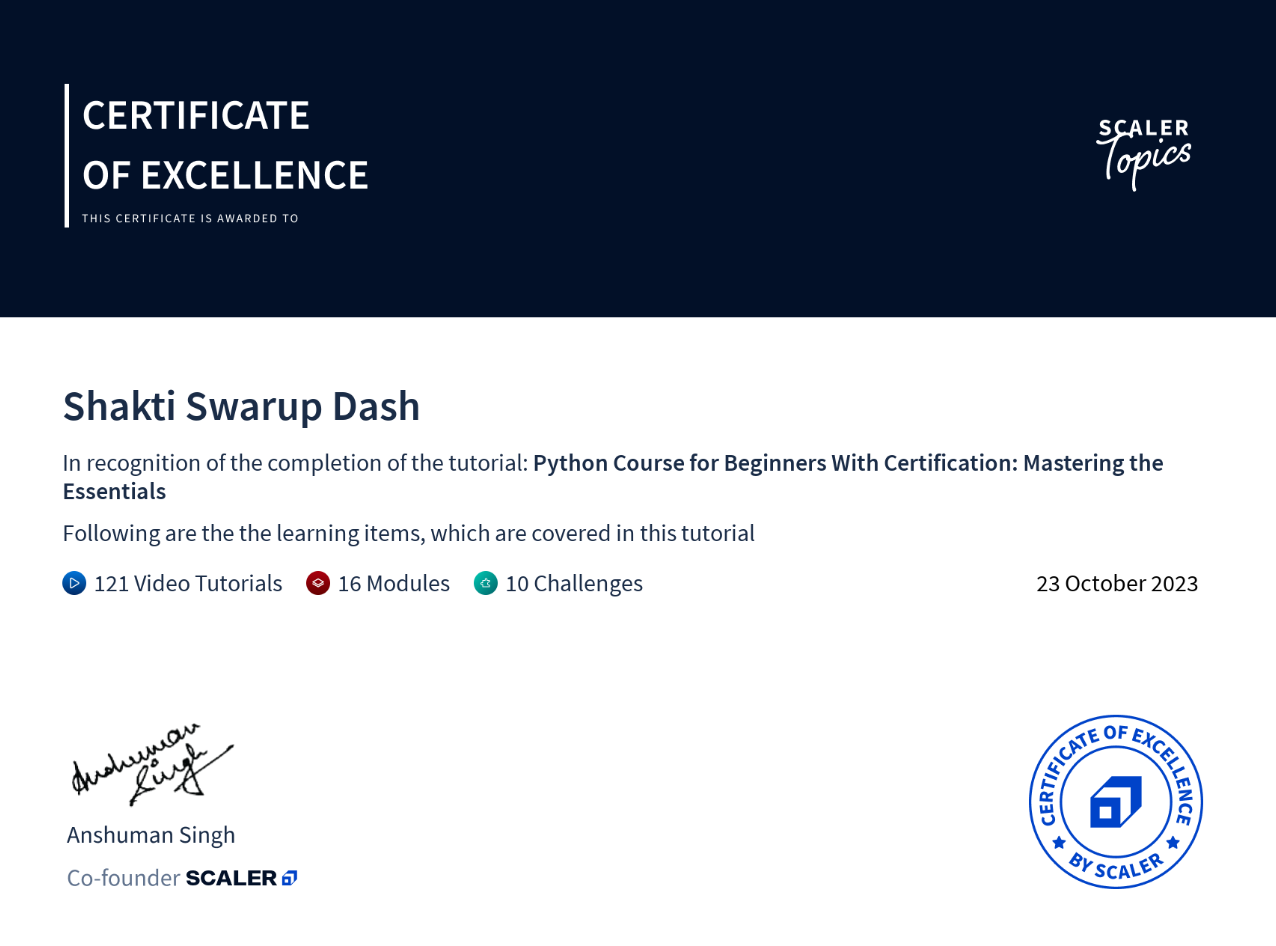 CERTIFICATE
OF EXCELLENCE
THIS CERTIFICATE IS AWARDED TO
SCALER
Topics
Shakti Swarup Dash
In recognition of the completion of the tutorial: Python Course for Beginners With Certification: Mastering the
Essentials
Following are the the learning items, which are covered in this tutorial
121 Video Tutorials 16 Modules 10 Challenges 23 October 2023
Anshuman
Singh
Anshuman Singh
Co-founder SCALER
CERTIFICATE OF EXCELLENCE
BY SCALER